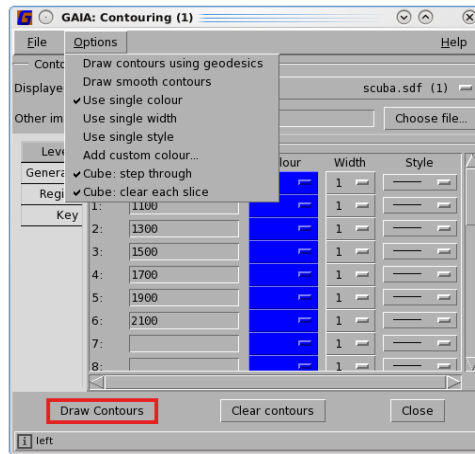 GAIA: Contouring (1)
File Options Help
Draw contours using geodesics
Draw smooth contours
Displaye scuba.sdf (1)
Use single colour
Other im Use single width Choose file...
Use single style
Add custom colour...
lour Width Style
Genera Cube: step through
Regi Cube: clear each slice
1: 1100 1
Key
2: 1300 1
3: 1500 1
4: 1700 1
5: 1900 1
6: 2100 1
7: 1
8: 1
Draw Contours Clear contours Close
i left